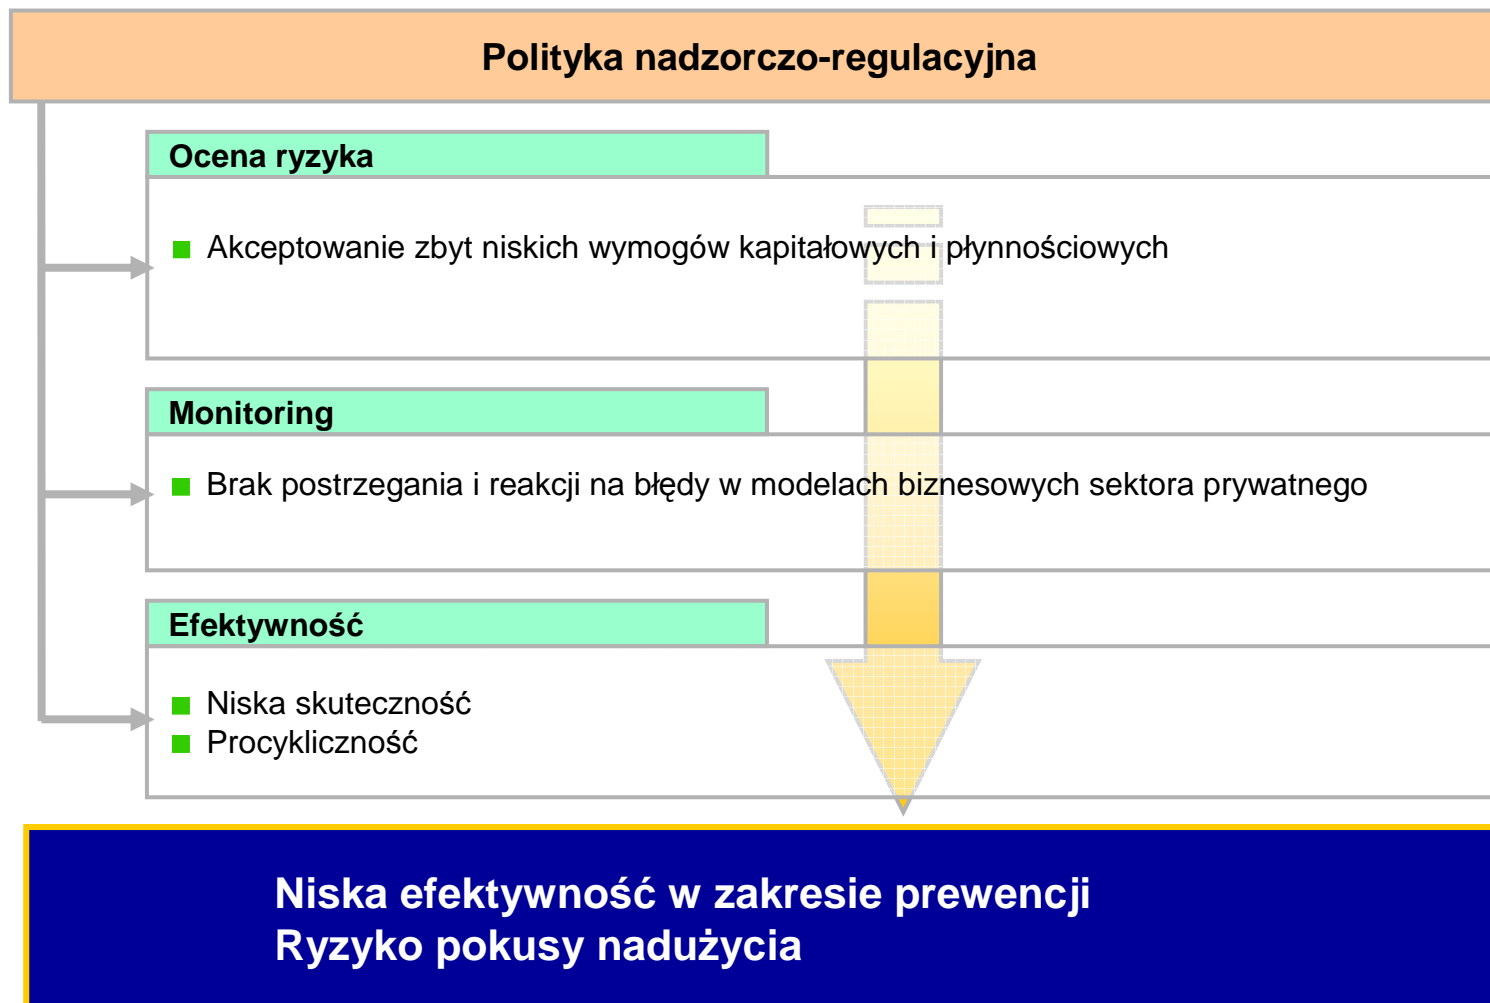 Polityka nadzorczo-regulacyjna
Ocena ryzyka
Akceptowanie zbyt niskich wymogów kapitałowych i płynnościowych
Monitoring
Brak postrzegania i reakcji na błędy w modelach biznesowych sektora prywatnego
Efektywność
Niska skuteczność
Procykliczność
Niska efektywność w zakresie prewencji
Ryzyko pokusy nadużycia